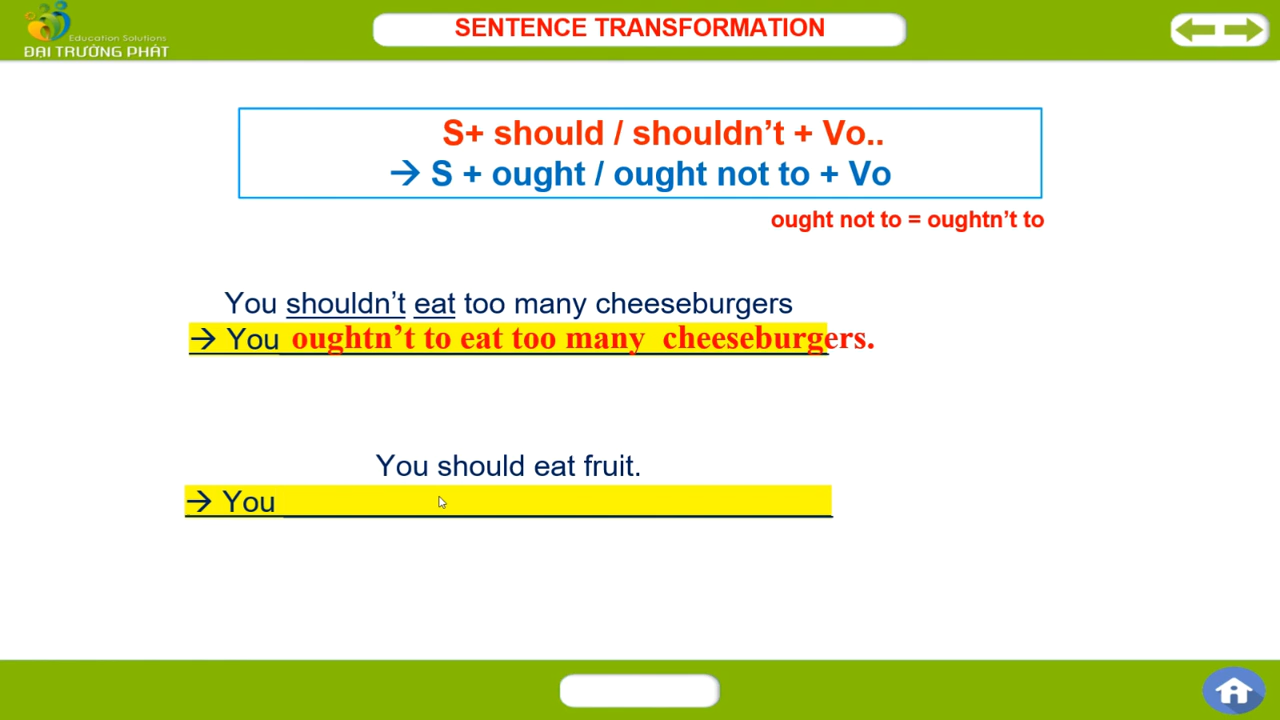 Education Solutions
ĐẠI TRƯỜNG PHÁT
SENTENCE TRANSFORMATION
S+ should / shouldn’t + Vo..
→ S + ought / ought not to + Vo
ought not to = oughtn’t to
You shouldn’t eat too many cheeseburgers
→ You oughtn’t to eat too many cheeseburgers.
You should eat fruit.
→ You